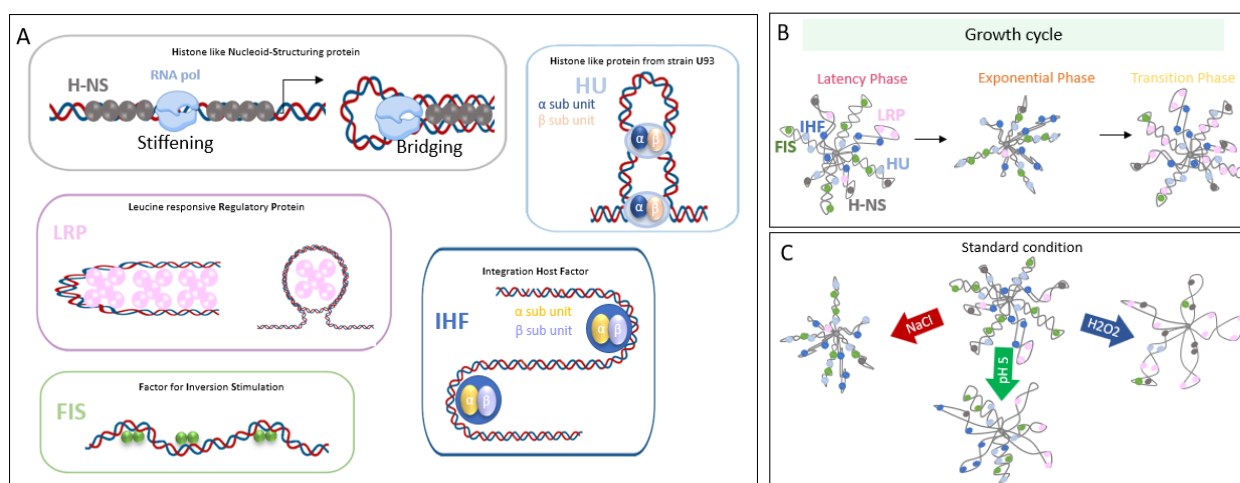 A
Histone like Nucleoid-Structuring protein
H-NS
RNA pol
Stiffening
Bridging
Histone like protein from strain U93
HU
α sub unit
β sub unit
α β
α β
Leucine responsive Regulatory Protein
LRP
Integration Host Factor
IHF
α sub unit
β sub unit
α β
α β
Factor for Inversion Stimulation
FIS
B
Growth cycle
Latency Phase
Exponential Phase
Transition Phase
IHF
LRP
FIS
HU
H-NS
C
Standard condition
NaCl
H2O2
pH 5